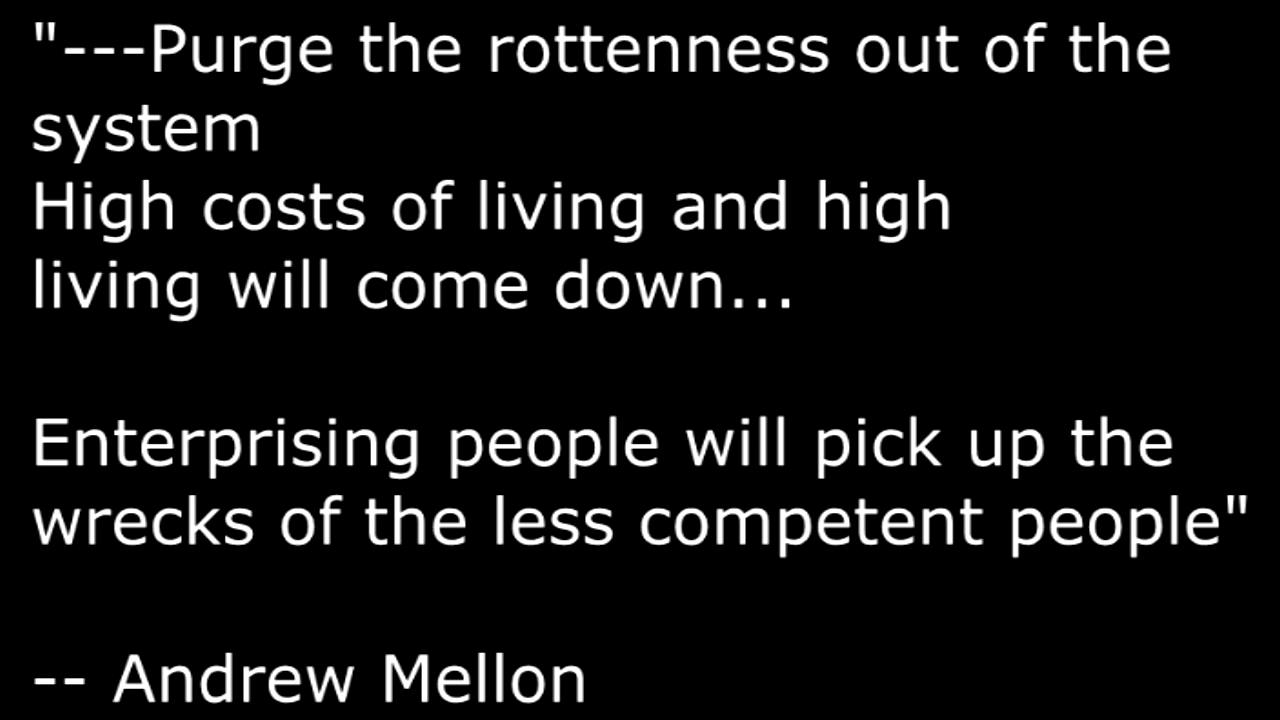 "---Purge the rottenness out of the
system
High costs of living and high
living will come down...
Enterprising people will pick up the
wrecks of the less competent people"
-- Andrew Mellon